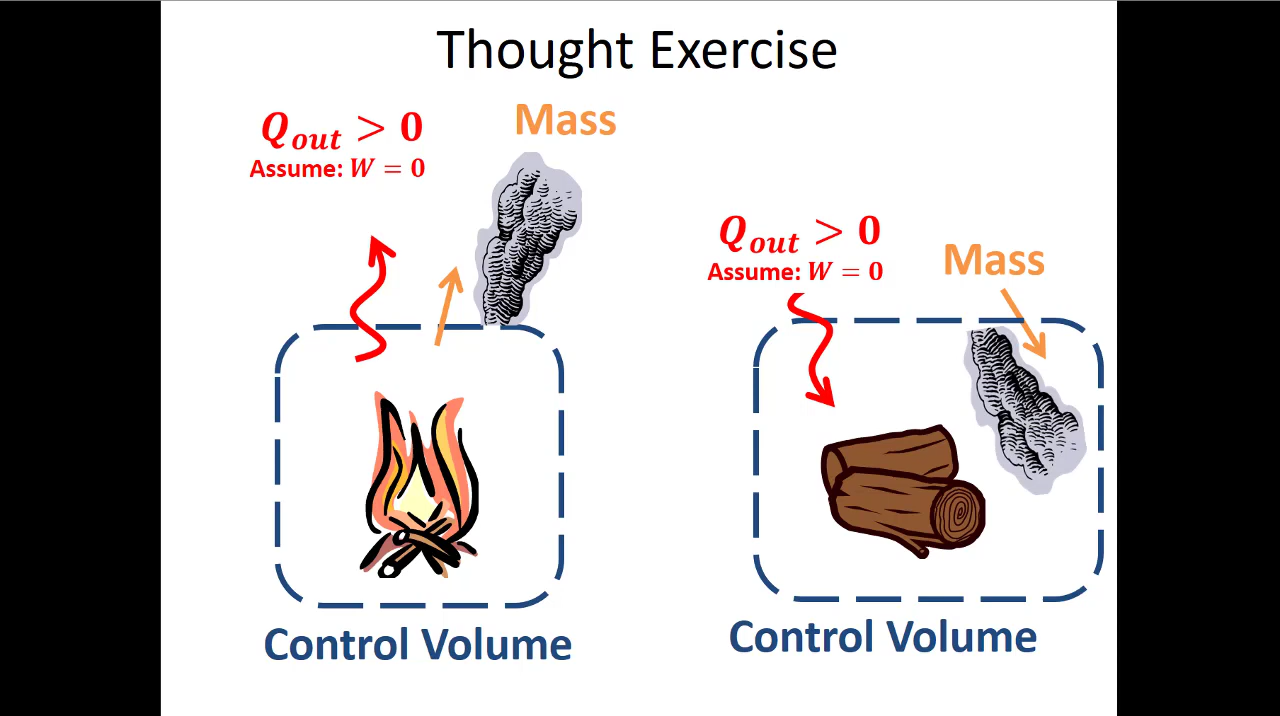 Thought Exercise
Q_out > 0
Assume: W = 0
Mass
Control Volume
Q_out > 0
Assume: W = 0
Mass
Control Volume